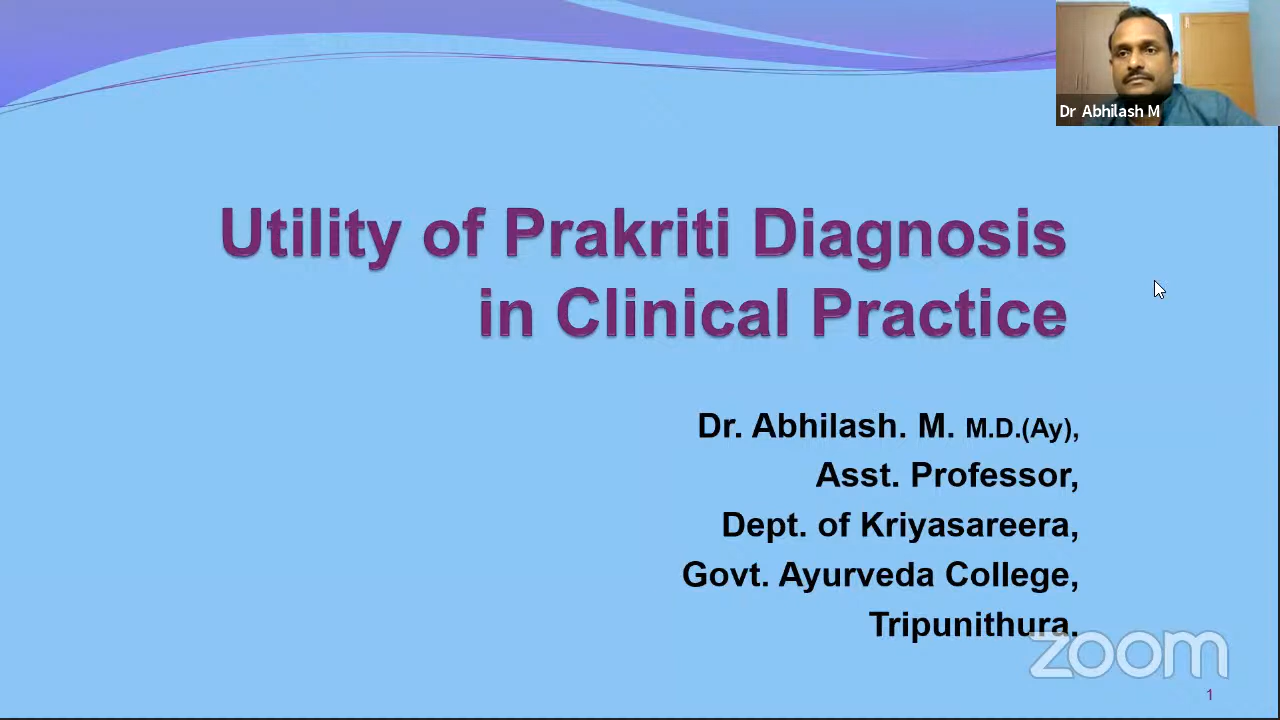 Dr Abhilash M
Utility of Prakriti Diagnosis
in Clinical Practice
Dr. Abhilash. M. M.D.(Ay),
Asst. Professor,
Dept. of Kriyasareera,
Govt. Ayurveda College,
Tripunithura.
zoom
1